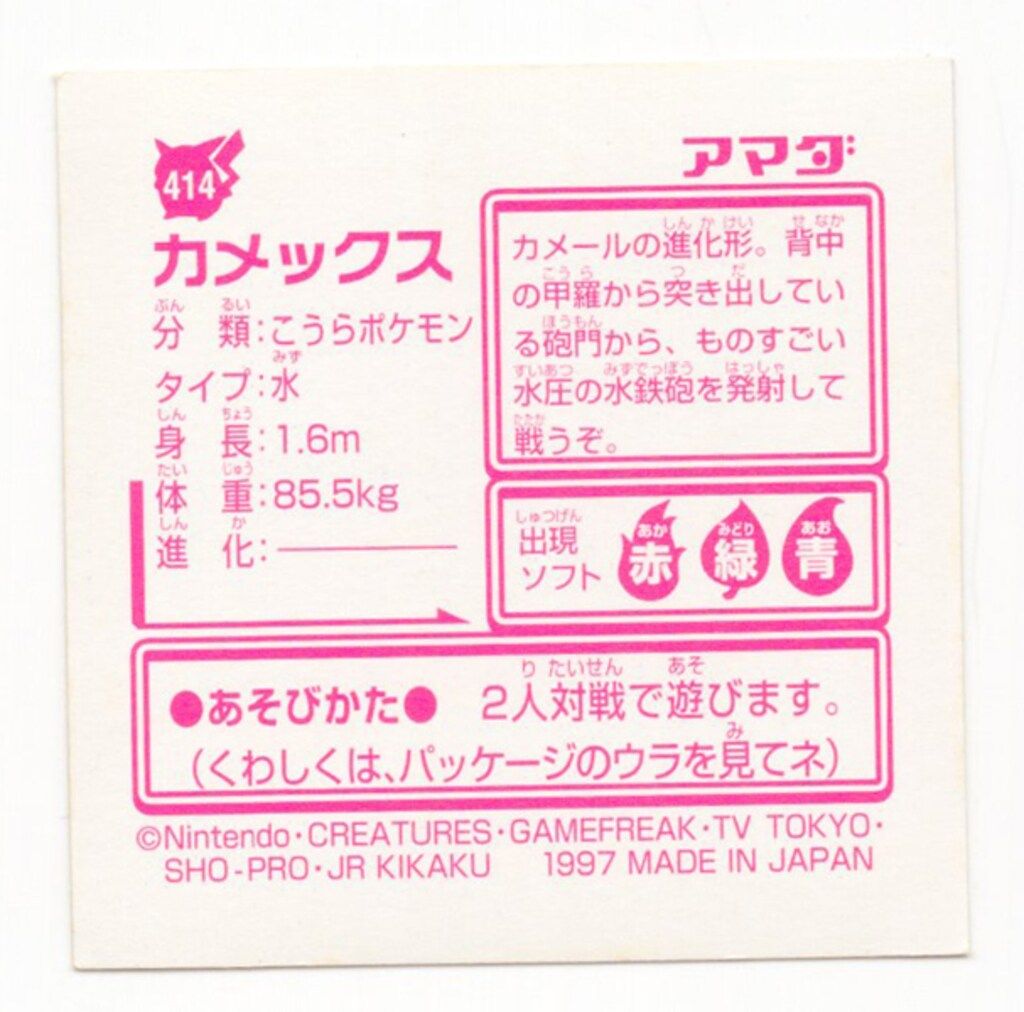 414
アマダ
カメックス
分類:こうらポケモン
タイプ:水
身長:1.6m
体重:85.5kg
進化:————
カメールの進化形。背中
の甲羅から突き出してい
る砲門から、ものすごい
水圧の水鉄砲を発射して
戦うぞ。
出現
ソフト
赤 緑 青
●あそびかた● 2人対戦で遊びます。
(くわしくは、パッケージのウラを見てネ)
©Nintendo・CREATURES・GAMEFREAK・TV TOKYO・
SHO-PRO・JR KIKAKU 1997 MADE IN JAPAN